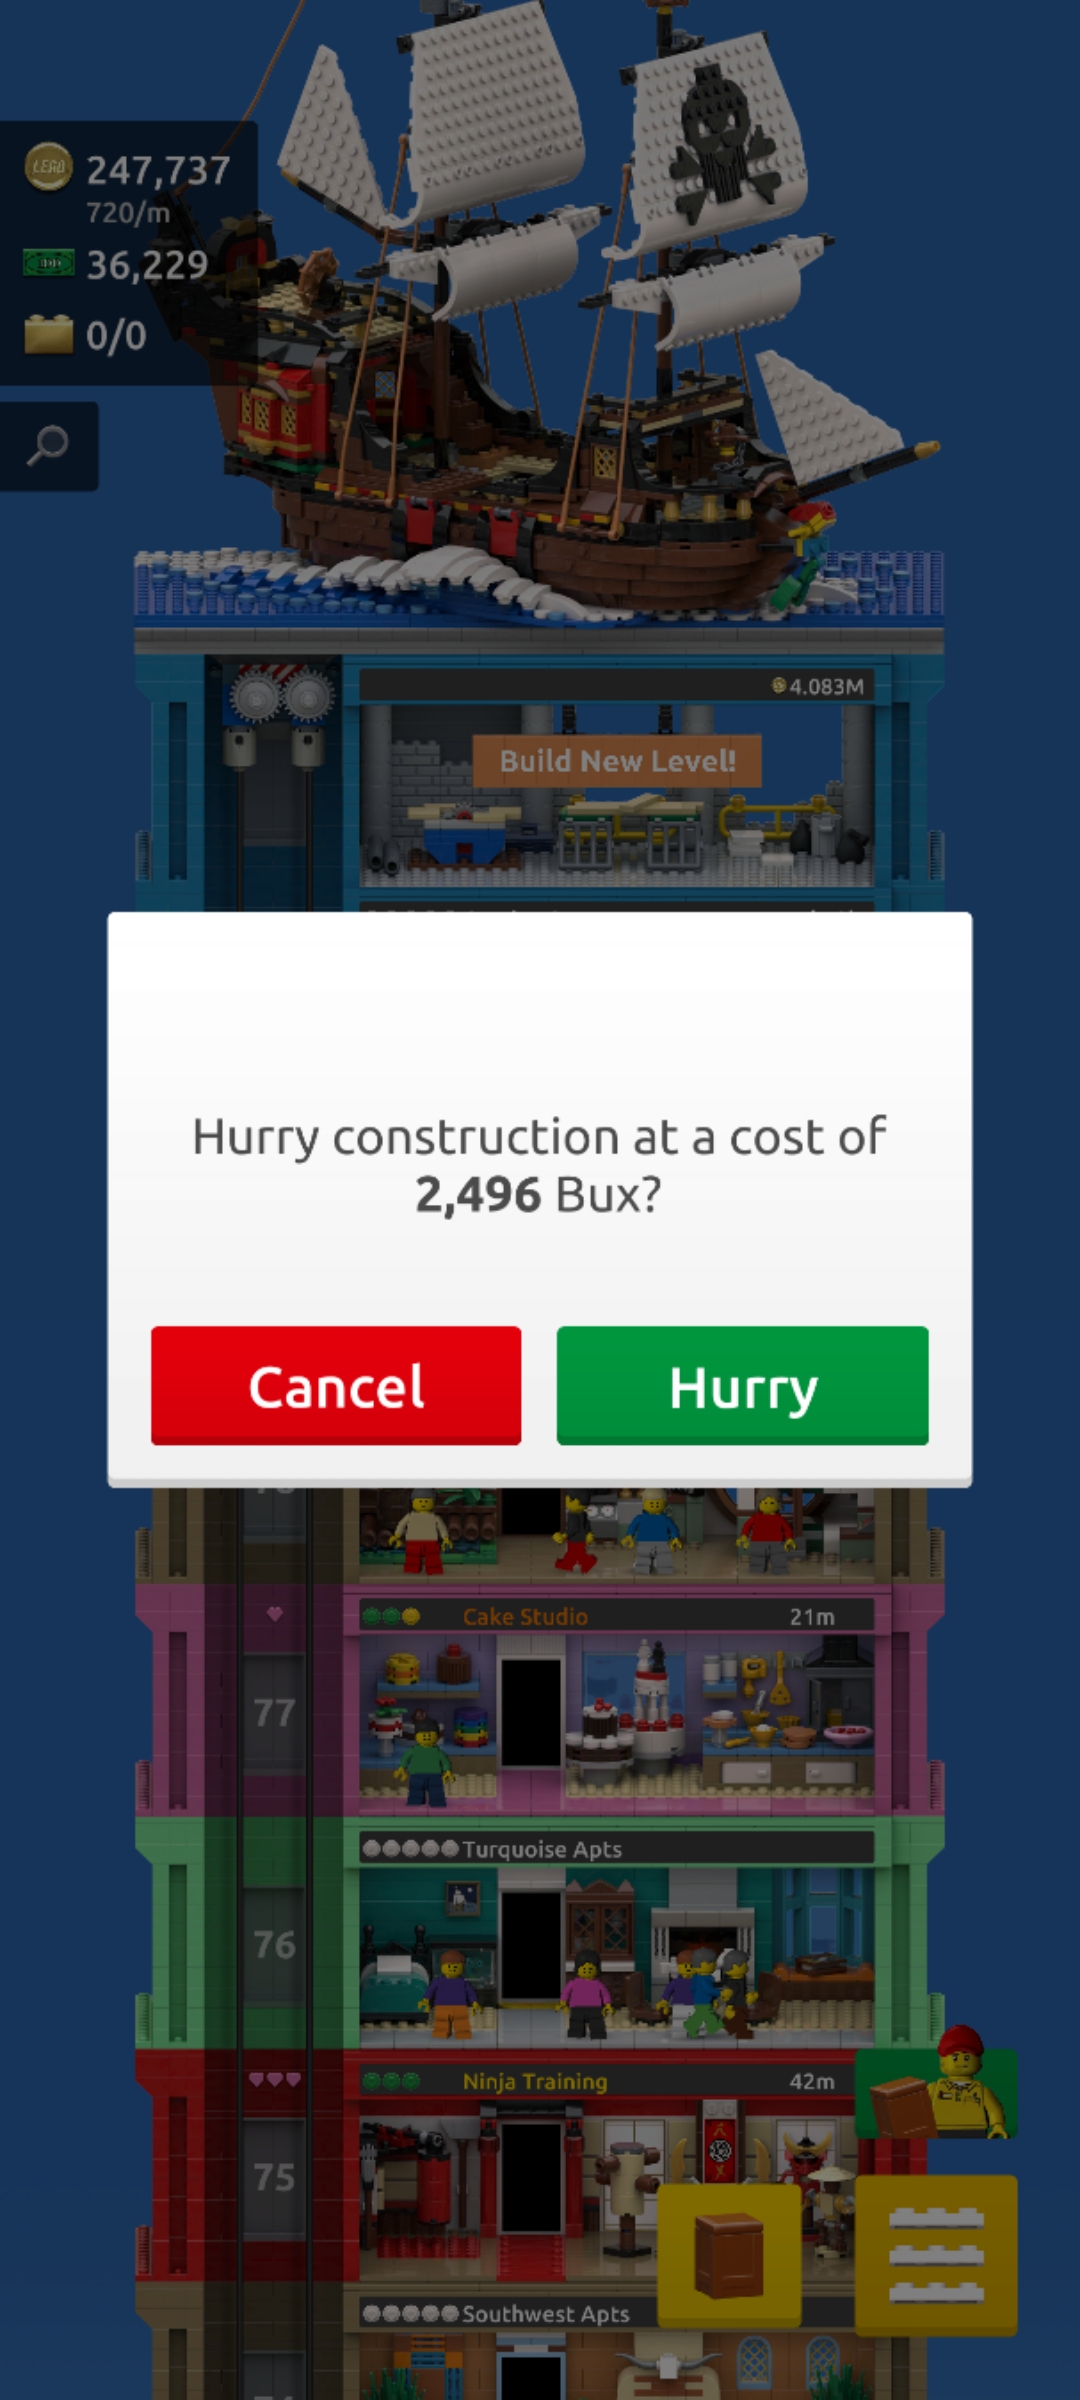 LEGO
247,737
720/m
36,229
0/0
4.083M
Build New Level!
Hurry construction at a cost of
2,496 Bux?
Cancel
Hurry
Cake Studio
21m
77
Turquoise Apts
76
Ninja Training
42m
75
Southwest Apts